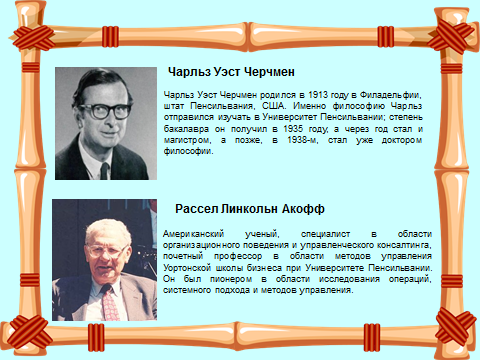 Чарльз Уэст Черчмен
Чарльз Уэст Черчмен родился в 1913 году в Филадельфии,
штат Пенсильвания, США. Именно философию Чарльз
отправился изучать в Университет Пенсильвании; степень
бакалавра он получил в 1935 году, а через год стал и
магистром, а позже, в 1938-м, стал уже доктором
философии.
Рассел Линкольн Акофф
Американский ученый, специалист в области
организационного поведения и управленческого консалтинга,
почетный профессор в области методов управления
Уортонской школы бизнеса при Университете Пенсильвании.
Он был пионером в области исследования операций,
системного подхода и методов управления.